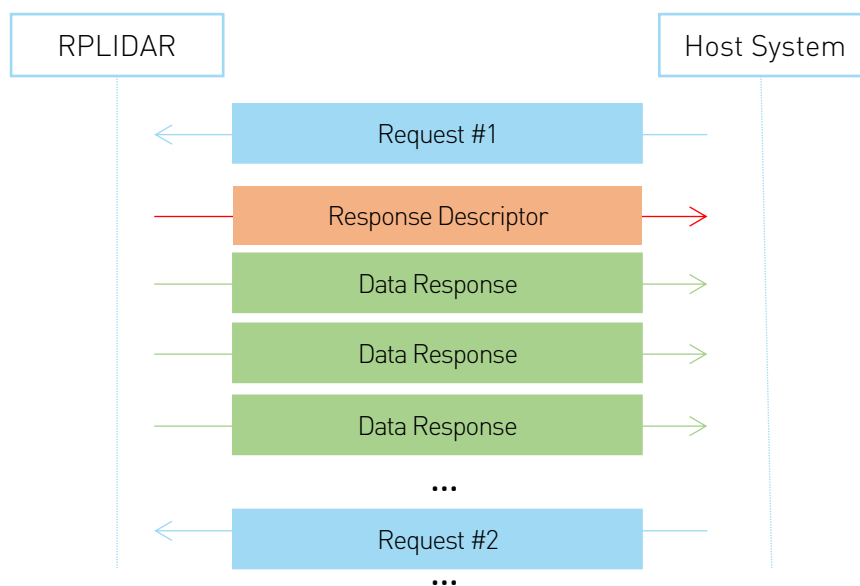 RPLIDAR
Host System
Request #1
Response Descriptor
Data Response
Data Response
Data Response
...
Request #2
...